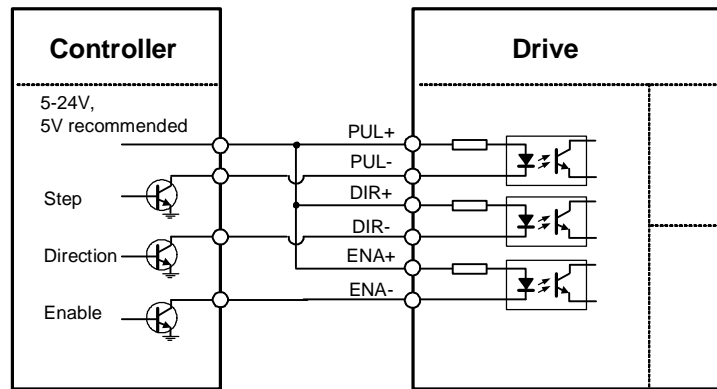 Controller
Drive
5-24V,
5V recommended
PUL+
PUL-
Step
DIR+
DIR-
Direction
ENA+
ENA-
Enable